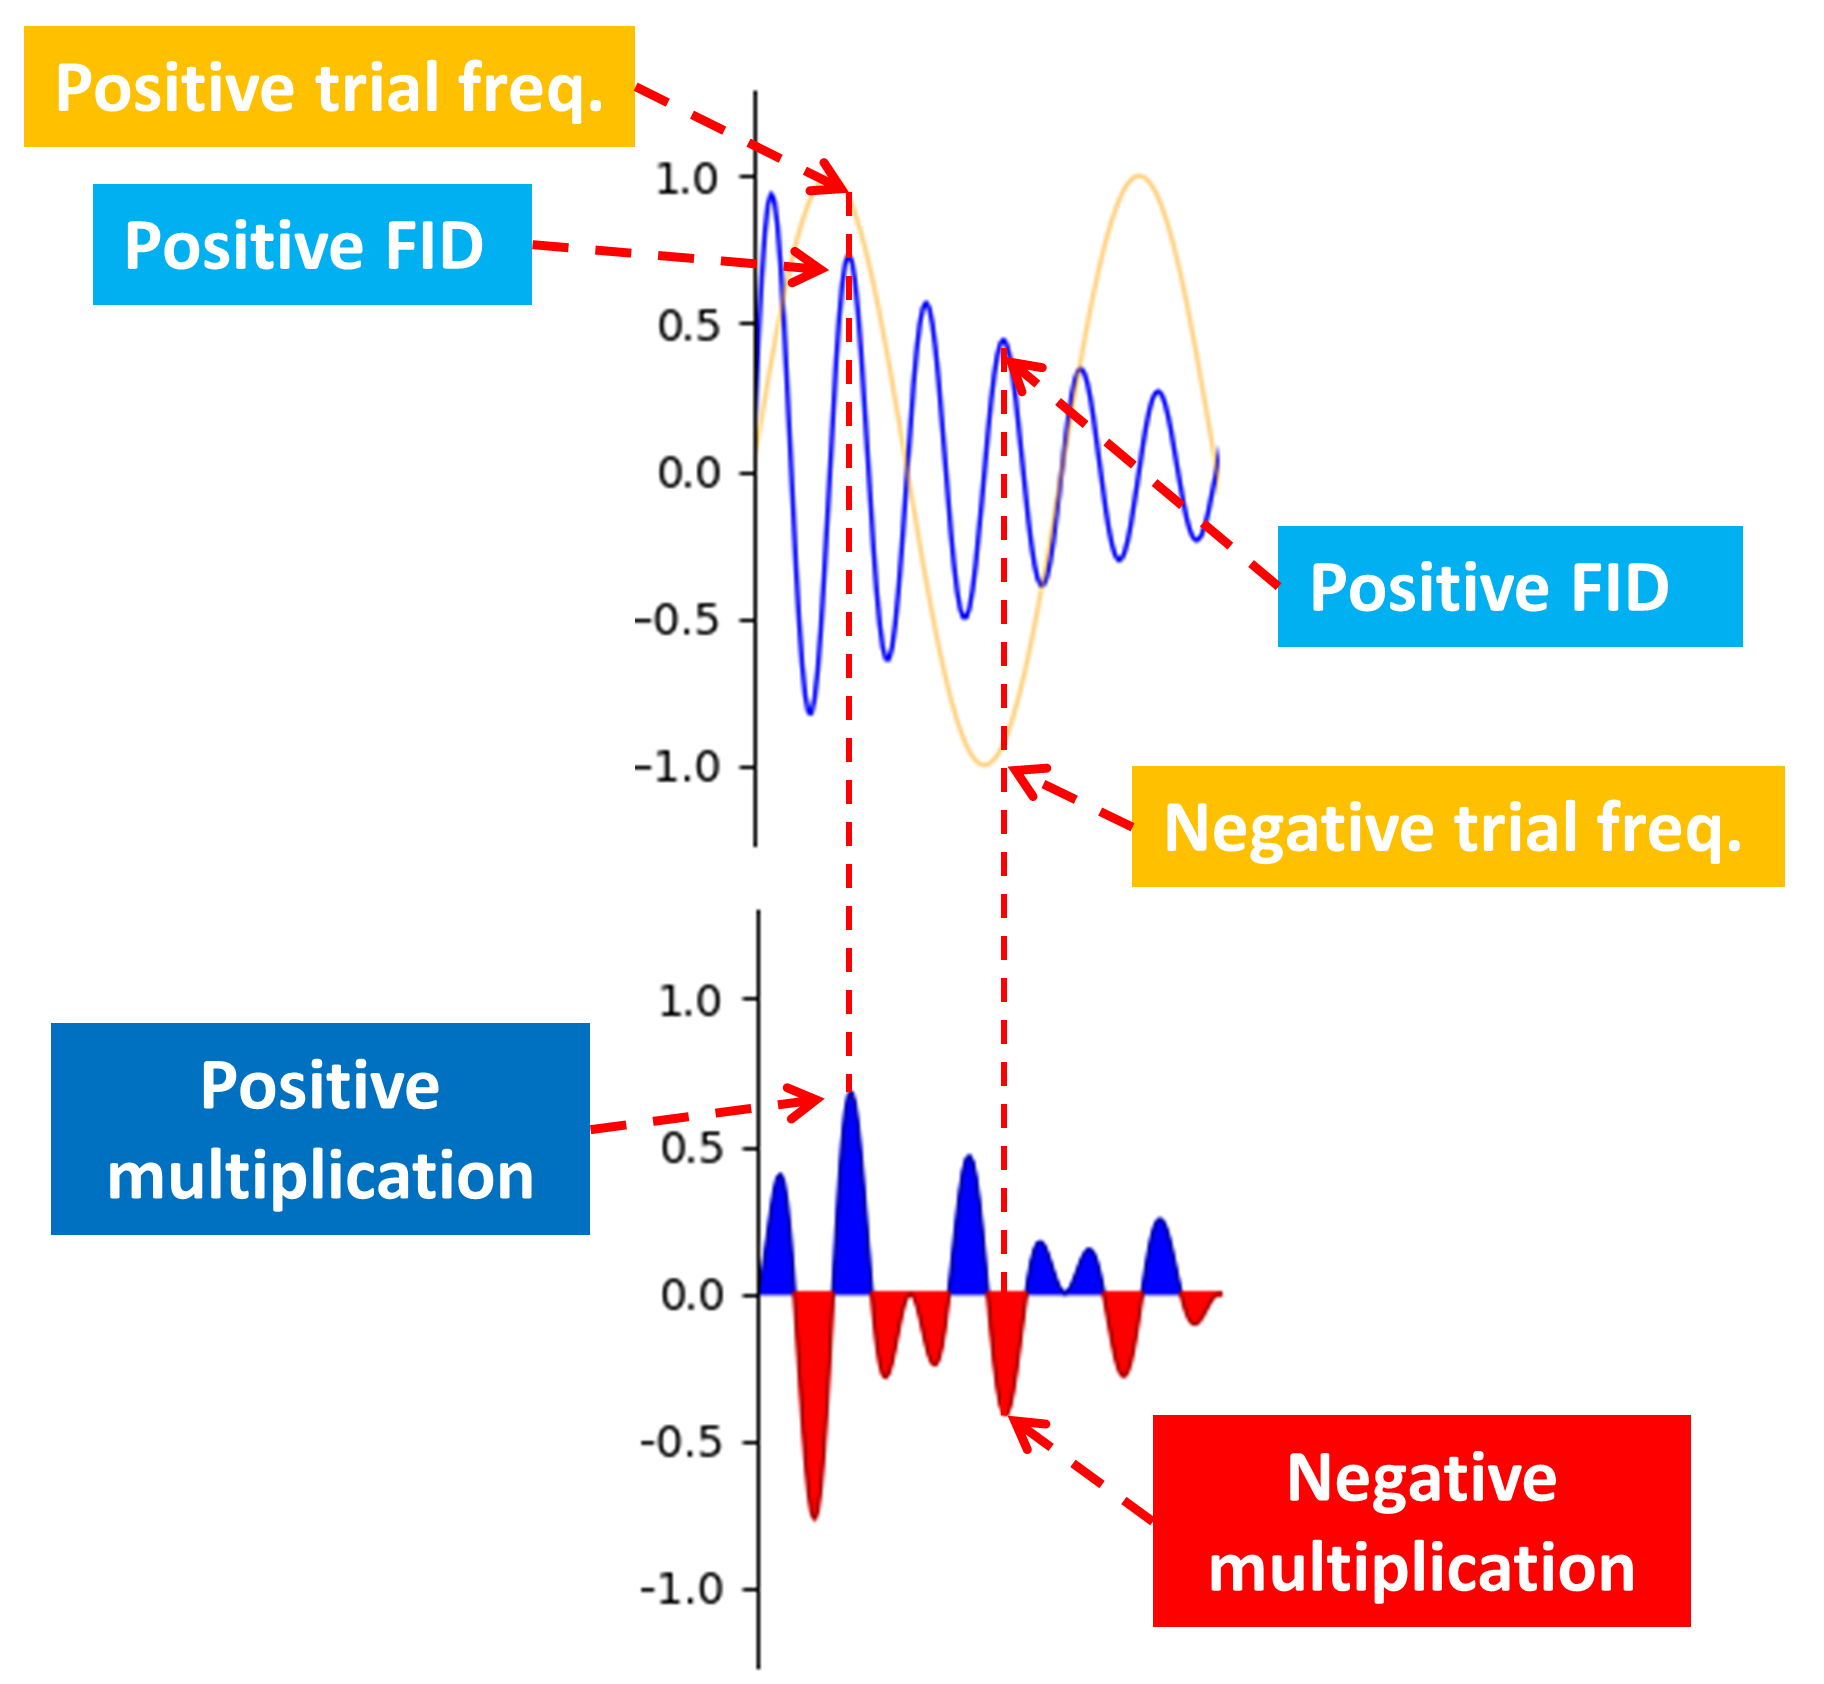 Positive trial freq.
Positive FID
1.0
0.5
0.0
-0.5
-1.0
Positive FID
Negative trial freq.
1.0
0.5
0.0
-0.5
-1.0
Positive
multiplication
Negative
multiplication